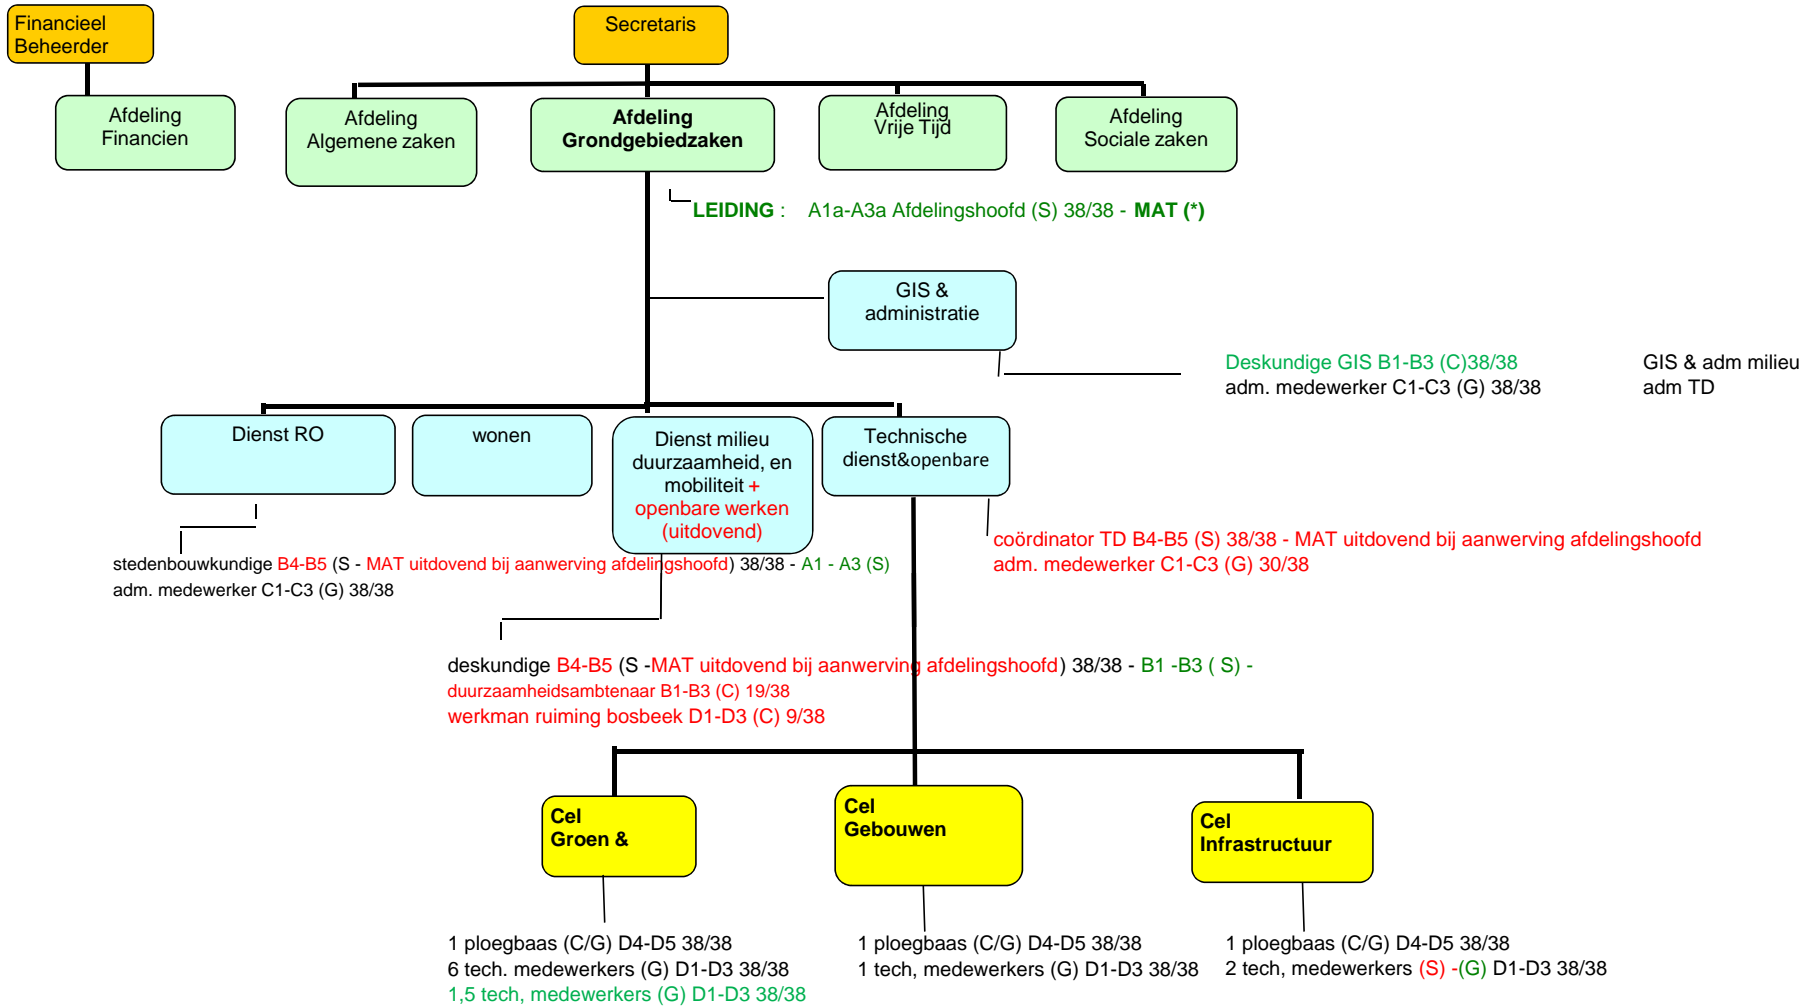 Financieel
Beheerder
Secretaris
Afdeling
Financien
Afdeling
Algemene zaken
Afdeling
Grondgebiedzaken
Afdeling
Vrije Tijd
Afdeling
Sociale zaken
LEIDING : A1a-A3a Afdelingshoofd (S) 38/38 - MAT (*)
GIS &
administratie
Deskundige GIS B1-B3 (C)38/38 GIS & adm milieu
adm. medewerker C1-C3 (G) 38/38 adm TD
Dienst RO
wonen
Dienst milieu
duurzaamheid, en
mobiliteit +
openbare werken
(uitdovend)
Technische
dienst&openbare
stedenbouwkundige B4-B5 (S - MAT uitdovend bij aanwerving afdelingshoofd) 38/38 - A1 - A3 (S)
adm. medewerker C1-C3 (G) 38/38
coördinator TD B4-B5 (S) 38/38 - MAT uitdovend bij aanwerving afdelingshoofd
adm. medewerker C1-C3 (G) 30/38
deskundige B4-B5 (S -MAT uitdovend bij aanwerving afdelingshoofd) 38/38 - B1 -B3 ( S) -
duurzaamheidsambtenaar B1-B3 (C) 19/38
werkman ruiming bosbeek D1-D3 (C) 9/38
Cel
Groen &
Cel
Gebouwen
Cel
Infrastructuur
1 ploegbaas (C/G) D4-D5 38/38
6 tech. medewerkers (G) D1-D3 38/38
1,5 tech, medewerkers (G) D1-D3 38/38
1 ploegbaas (C/G) D4-D5 38/38
1 tech, medewerkers (G) D1-D3 38/38
1 ploegbaas (C/G) D4-D5 38/38
2 tech, medewerkers (S) -(G) D1-D3 38/38